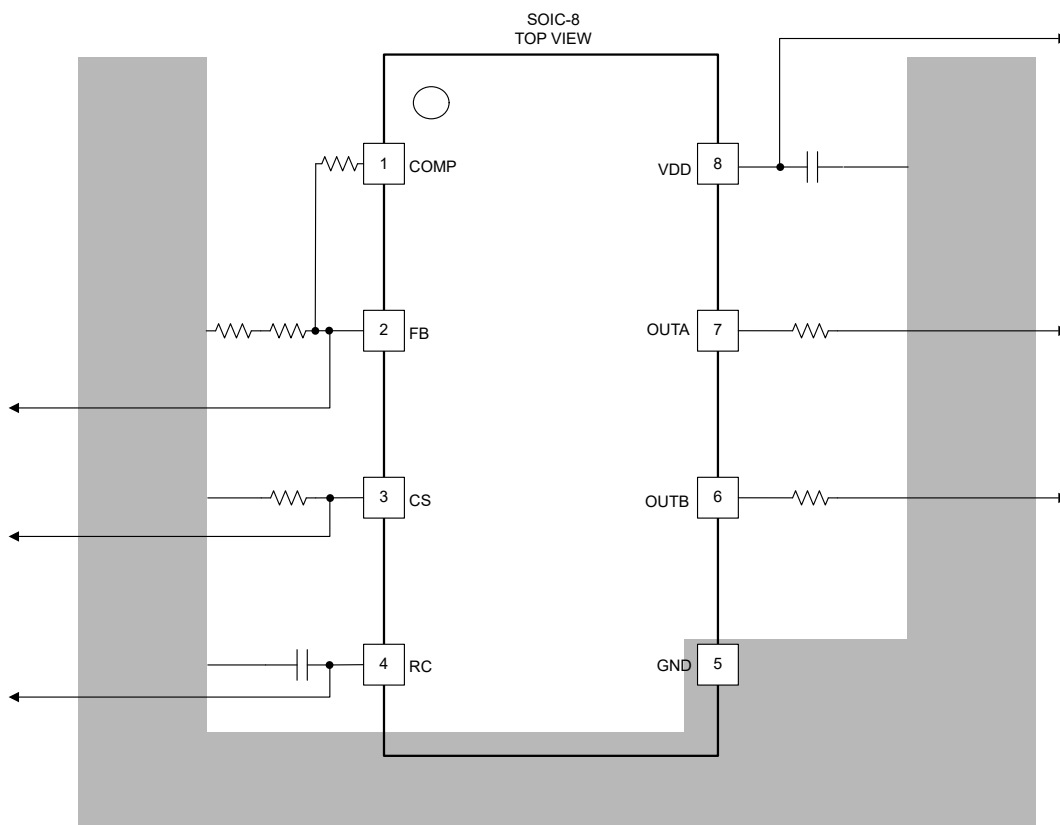 SOIC-8
TOP VIEW
1 COMP
VDD 8
2 FB
OUTA 7
3 CS
OUTB 6
4 RC
GND 5